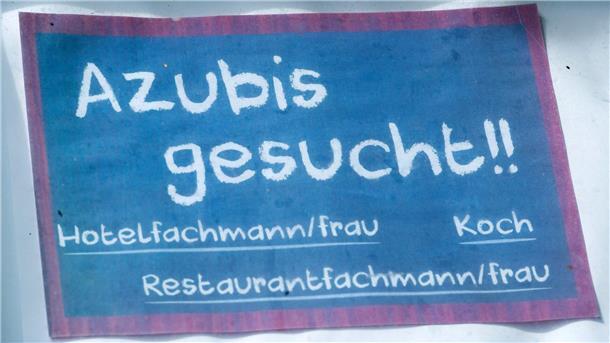 Azubis
gesucht!!
Hotelfachmann/frau Koch
Restaurantfachmann/frau